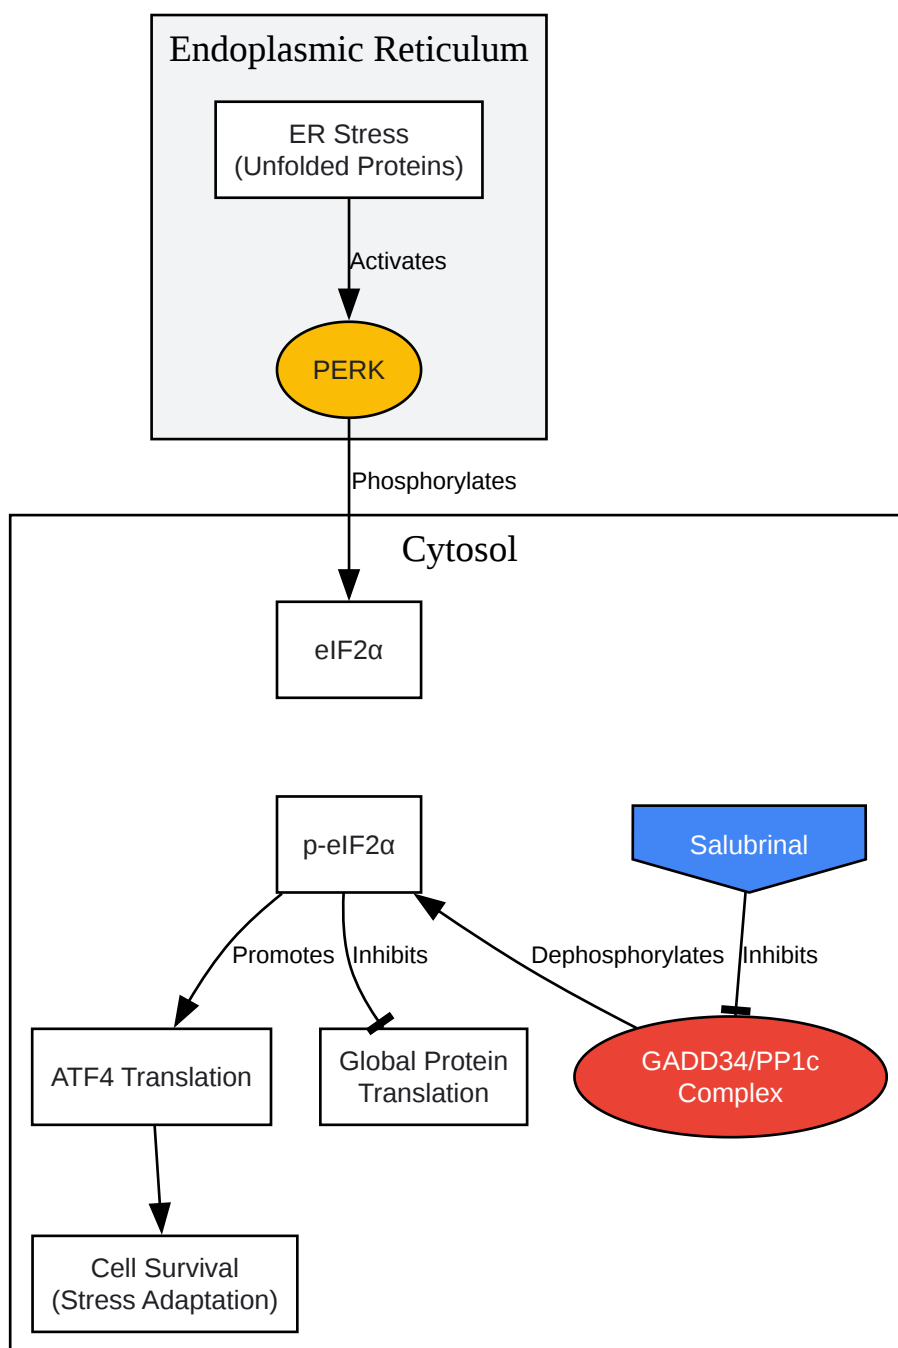 Endoplasmic Reticulum
ER Stress
(Unfolded Proteins)
Activates
PERK
Phosphorylates
Cytosol
eIF2α
p-eIF2α
Salubrinal
Promotes
Inhibits
Dephosphorylates
Inhibits
ATF4 Translation
Global Protein
Translation
GADD34/PP1c
Complex
Cell Survival
(Stress Adaptation)